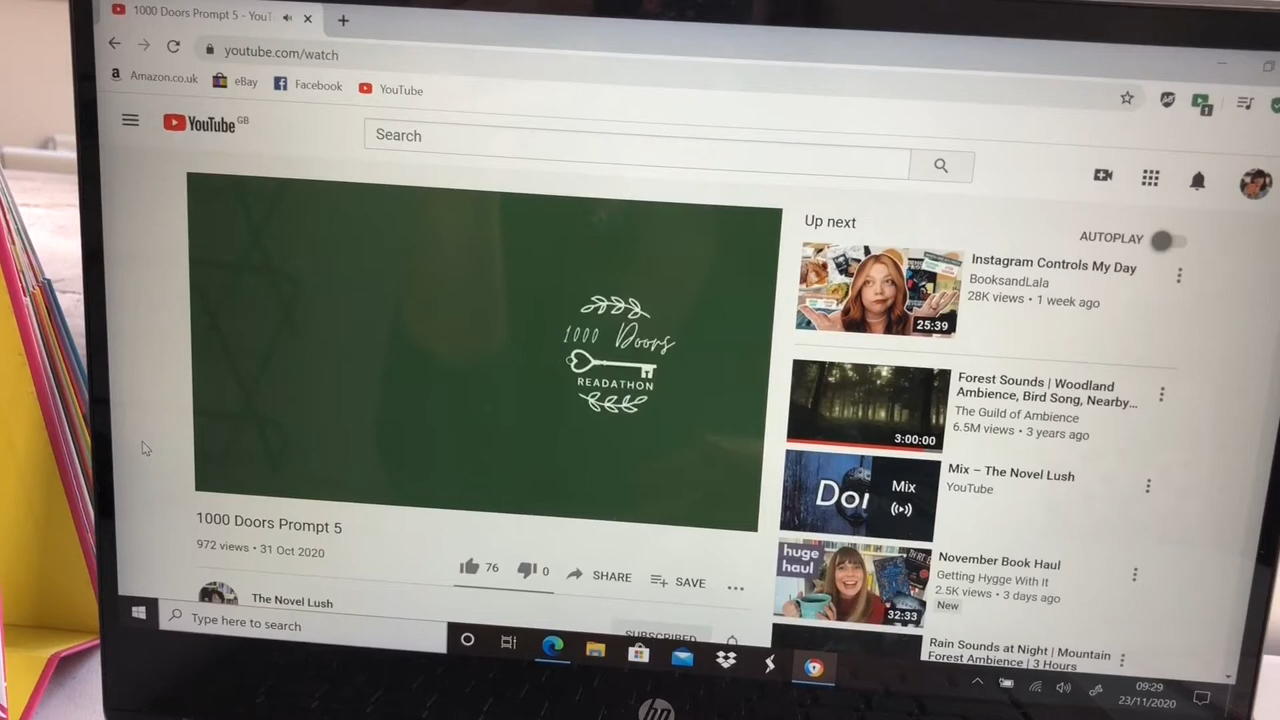 1000 Doors Prompt 5 - YouT
youtube.com/watch
Amazon.co.uk
eBay
Facebook
YouTube
1
YouTube GB
Search
1000 Doors
READATHON
1000 Doors Prompt 5
972 views • 31 Oct 2020
76
0
SHARE
SAVE
The Novel Lush
SUBSCRIBED
Up next
AUTOPLAY
Instagram Controls My Day
BooksandLala
28K views • 1 week ago
25:39
Forest Sounds | Woodland
Ambience, Bird Song, Nearby...
The Guild of Ambience
6.5M views • 3 years ago
3:00:00
Mix – The Novel Lush
YouTube
Mix
November Book Haul
Getting Hygge With It
2.5K views • 3 days ago
New
huge
haul
32:33
Rain Sounds at Night | Mountain
Forest Ambience | 3 Hours
Type here to search
09:29
23/11/2020
hp